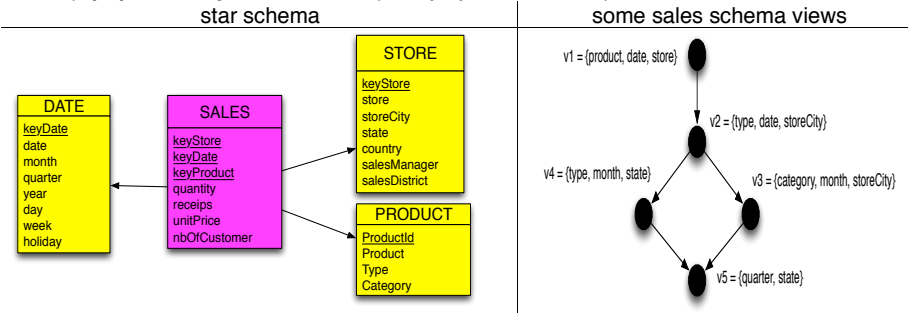 star schema
DATE
keyDate
date
month
quarter
year
day
week
holiday
SALES
keyStore
keyDate
keyProduct
quantity
receips
unitPrice
nbOfCustomer
STORE
keyStore
store
storeCity
state
country
salesManager
salesDistrict
PRODUCT
ProductId
Product
Type
Category
some sales schema views
v1 = {product, date, store}
v2 = {type, date, storeCity}
v4 = {type, month, state}
v3 = {category, month, storeCity}
v5 = {quarter, state}